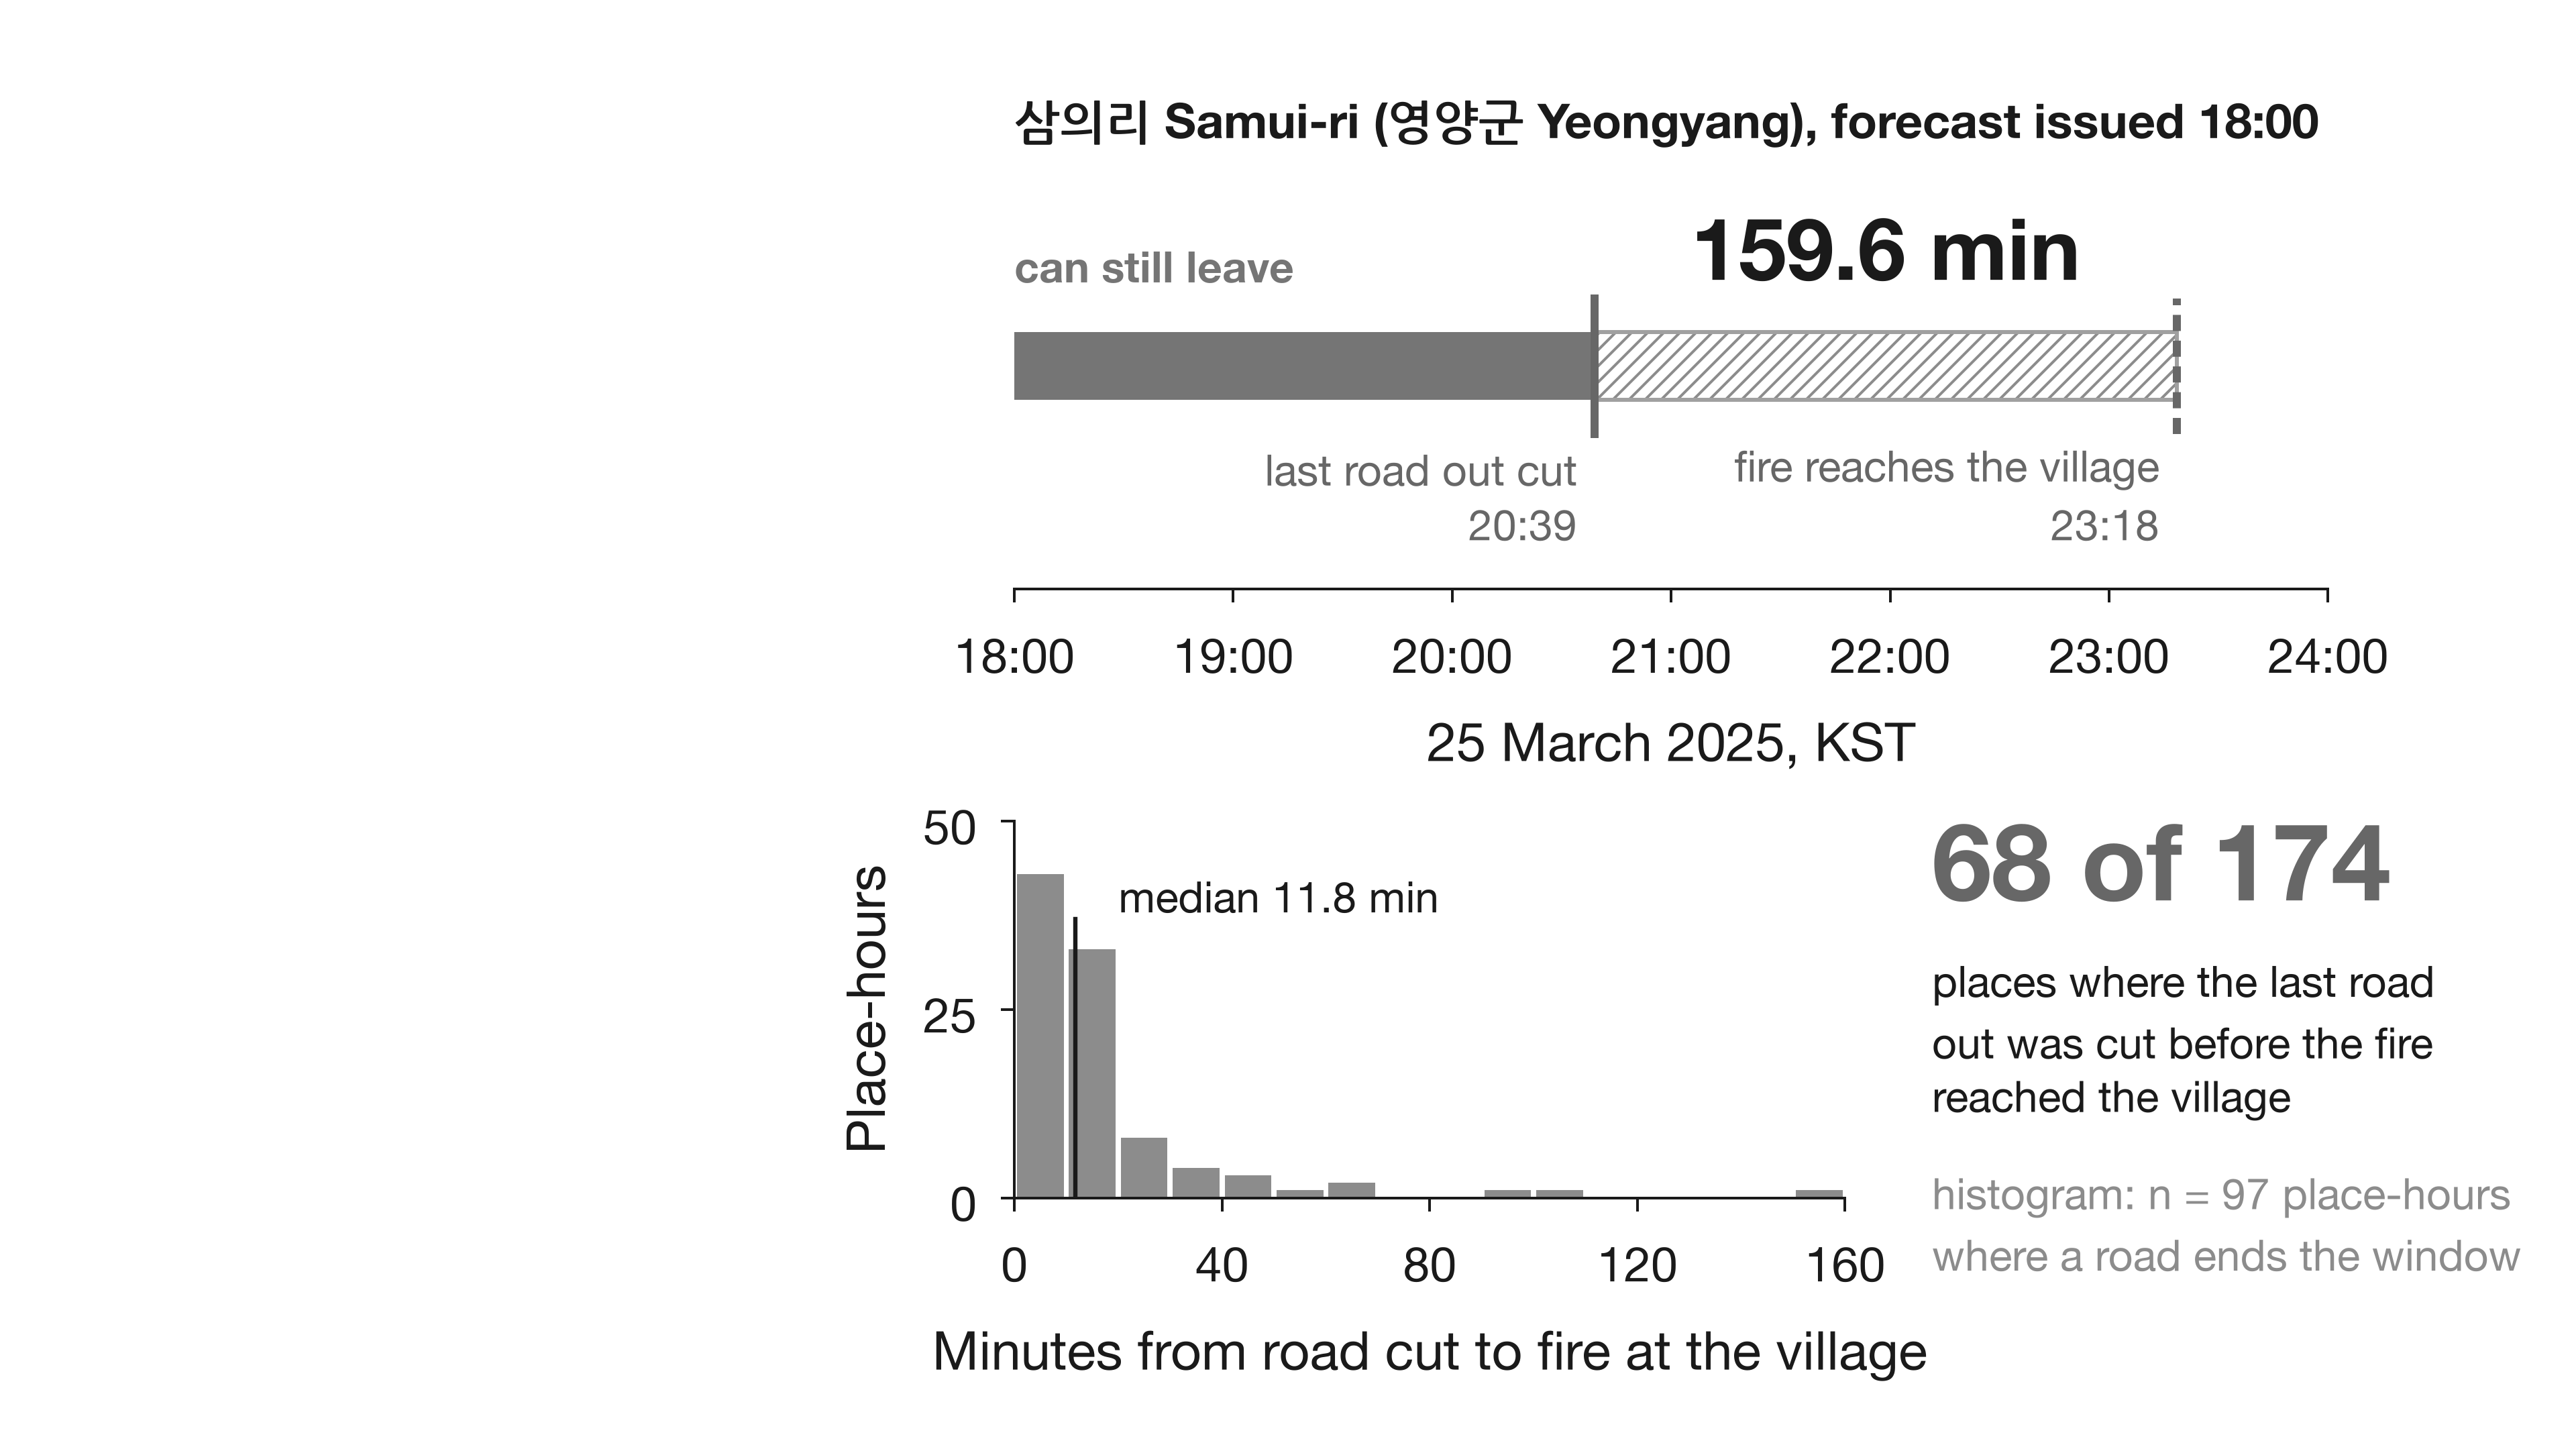 삼의리 Samui-ri (영양군 Yeongyang), forecast issued 18:00
159.6 min
can still leave
last road out cut
20:39
fire reaches the village
23:18
18:00 19:00 20:00 21:00 22:00 23:00 24:00
25 March 2025, KST
50
25
0
Place-hours
median 11.8 min
0 40 80 120 160
Minutes from road cut to fire at the village
68 of 174
places where the last road
out was cut before the fire
reached the village
histogram: n = 97 place-hours
where a road ends the window